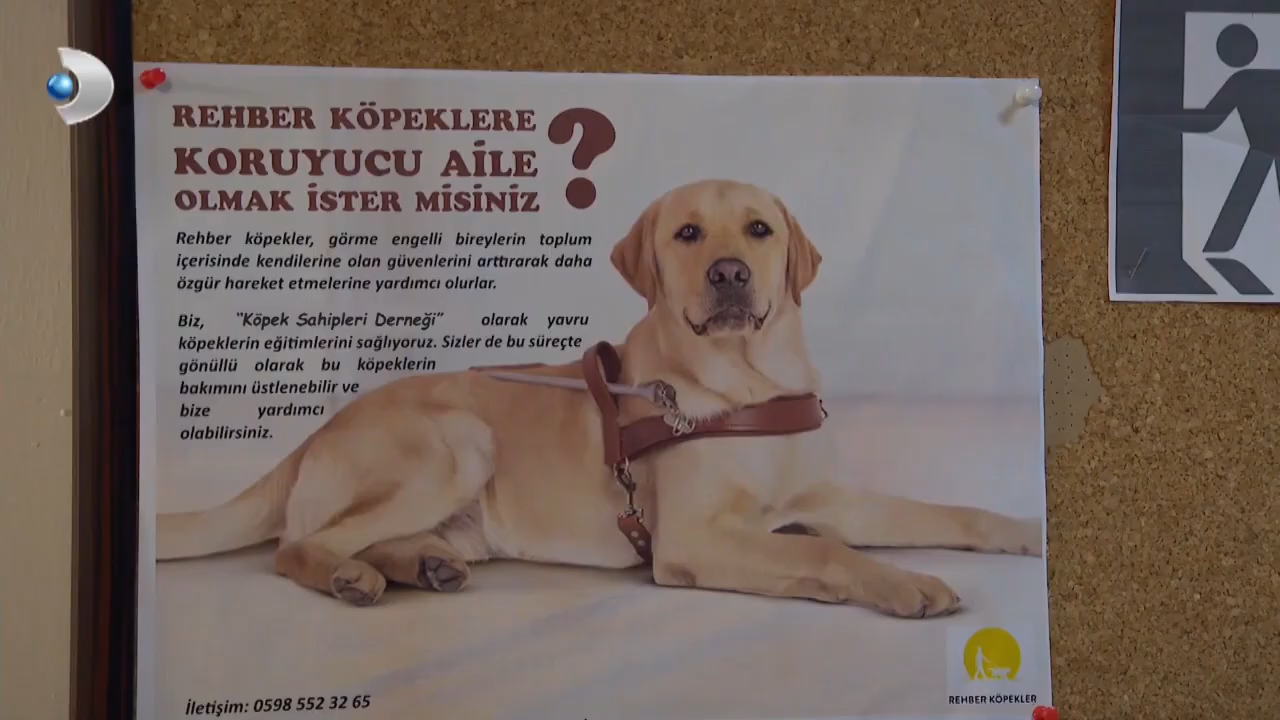 REHBER KÖPEKLERE
KORUYUCU AİLE
OLMAK İSTER MİSİNİZ ?
Rehber köpekler, görme engelli bireylerin toplum
içerisinde kendilerine olan güvenlerini arttırarak daha
özgür hareket etmelerine yardımcı olurlar.
Biz, "Köpek Sahipleri Derneği" olarak yavru
köpeklerin eğitimlerini sağlıyoruz. Sizler de bu süreçte
gönüllü olarak bu köpeklerin
bakımını üstlenebilir ve
bize yardımcı
olabilirsiniz.
İletişim: 0598 552 32 65
REHBER KÖPEKLER